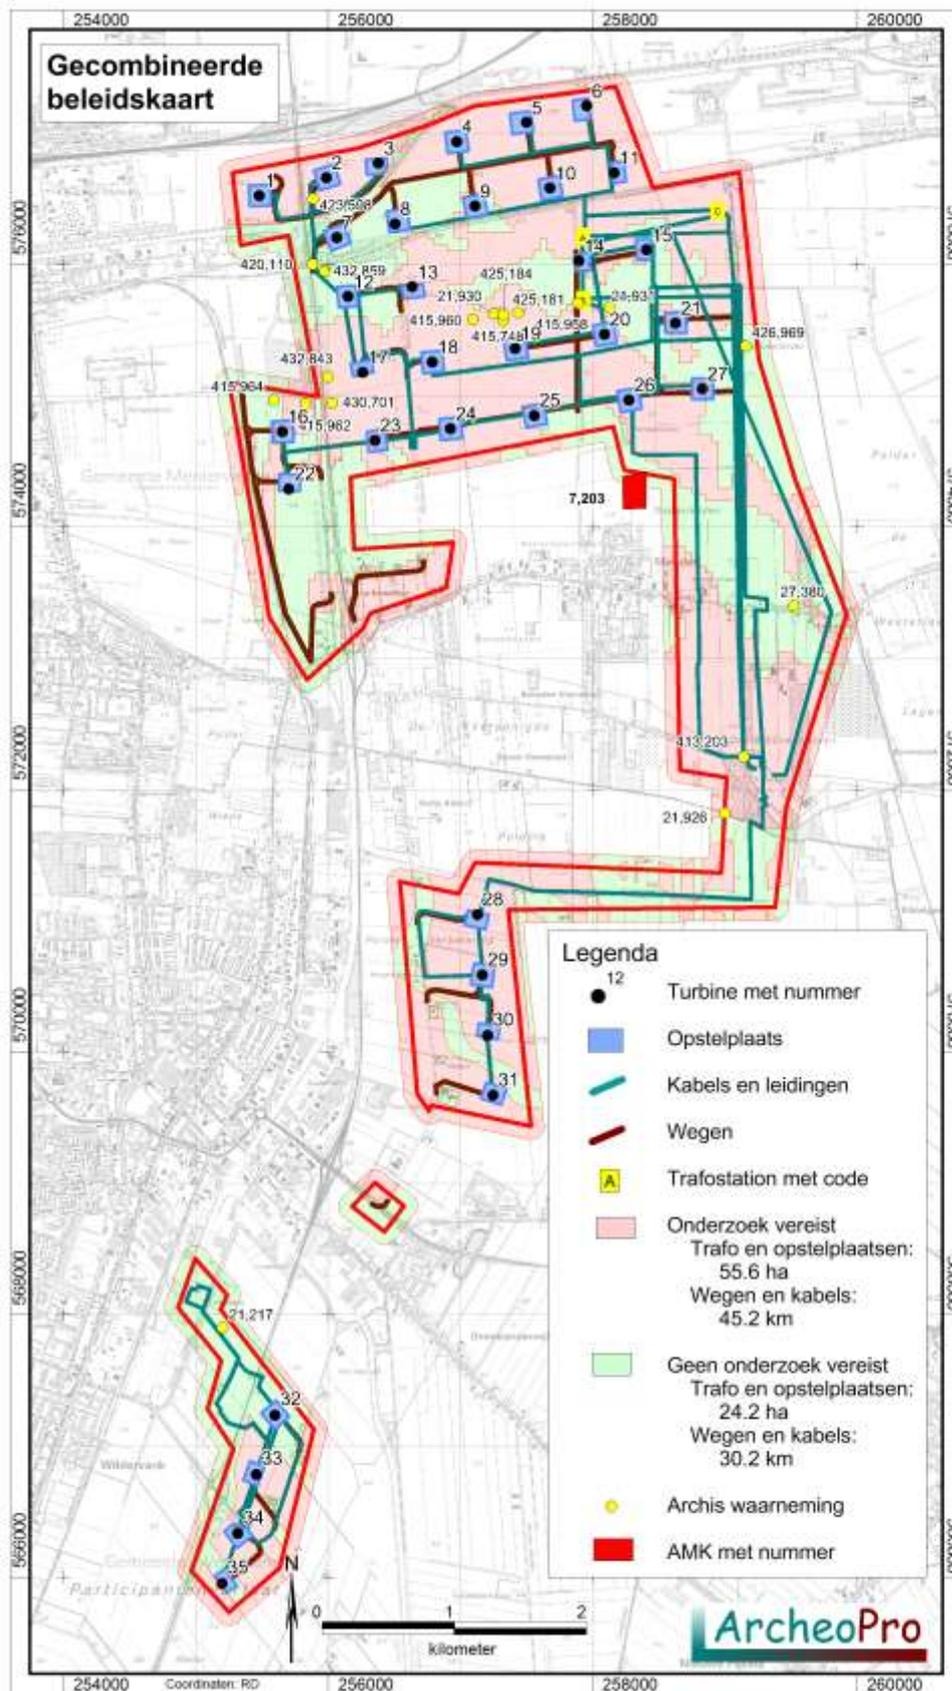 254000 256000 258000 260000
Gecombineerde
beleidskaart
6
5
4
3
2
11
1
10
9
423,508
8
7
576000
C
15
A
14
420,110
432,859
13
425,184
12
21,930
425,181
B
21
415,960
415,958
20
415,748
19
426,969
18
432,843
17
27
415,964
26
430,701
25
16
415,962
24
23
22
574000
7,203
27,380
572000
413,203
21,926
28
29
30
31
570000
Legenda
12
Turbine met nummer
Opstelplaats
Kabels en leidingen
Wegen
A
Trafostation met code
Onderzoek vereist
Trafo en opstelplaatsen:
55.6 ha
Wegen en kabels:
45.2 km
Geen onderzoek vereist
Trafo en opstelplaatsen:
24.2 ha
Wegen en kabels:
30.2 km
Archis waarneming
AMK met nummer
568000
21,217
32
33
Wildervank
34
35
566000
N
0 1 2
kilometer
ArcheoPro
254000 Coordinaten: RD 256000 258000 260000